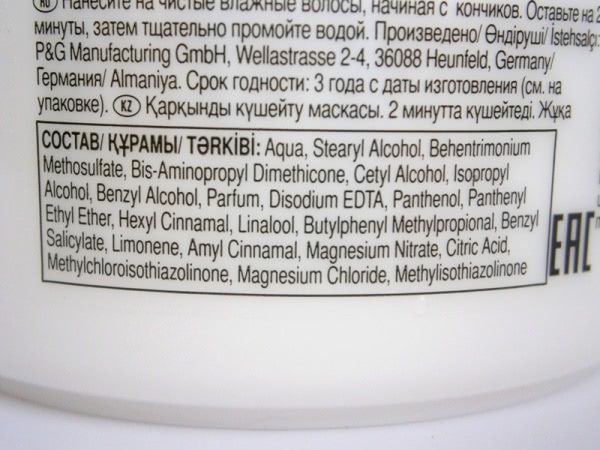 RU Нанесите на чистые влажные волосы, начиная с кончиков. Оставьте на 2
минуты, затем тщательно промойте водой. Произведено/ Өндіруші/ İstehsalçı:
P&G Manufacturing GmbH, Wellastrasse 2-4, 36088 Heunfeld, Germany/
Германия/ Almaniya. Срок годности: 3 года с даты изготовления (см. на
упаковке). KZ Қарқынды күшейту маскасы. 2 минутта күшейтеді. Жұқа
СОСТАВ/ ҚҰРАМЫ/ TƏRKİBİ: Aqua, Stearyl Alcohol, Behentrimonium
Methosulfate, Bis-Aminopropyl Dimethicone, Cetyl Alcohol, Isopropyl
Alcohol, Benzyl Alcohol, Parfum, Disodium EDTA, Panthenol, Panthenyl
Ethyl Ether, Hexyl Cinnamal, Linalool, Butylphenyl Methylpropional, Benzyl
Salicylate, Limonene, Amyl Cinnamal, Magnesium Nitrate, Citric Acid,
Methylchloroisothiazolinone, Magnesium Chloride, Methylisothiazolinone
EAC